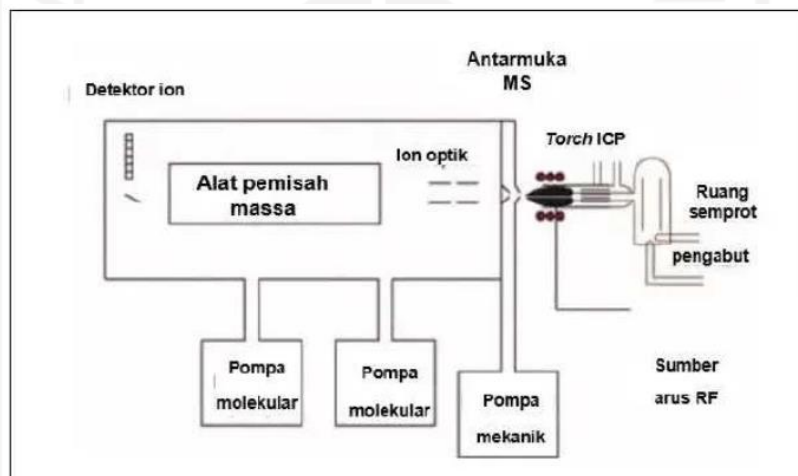 Antarmuka
MS
Detektor ion
Torch ICP
Ion optik
Alat pemisah
massa
Ruang
semprot
pengabut
Pompa
molekular
Pompa
molekular
Pompa
mekanik
Sumber
arus RF